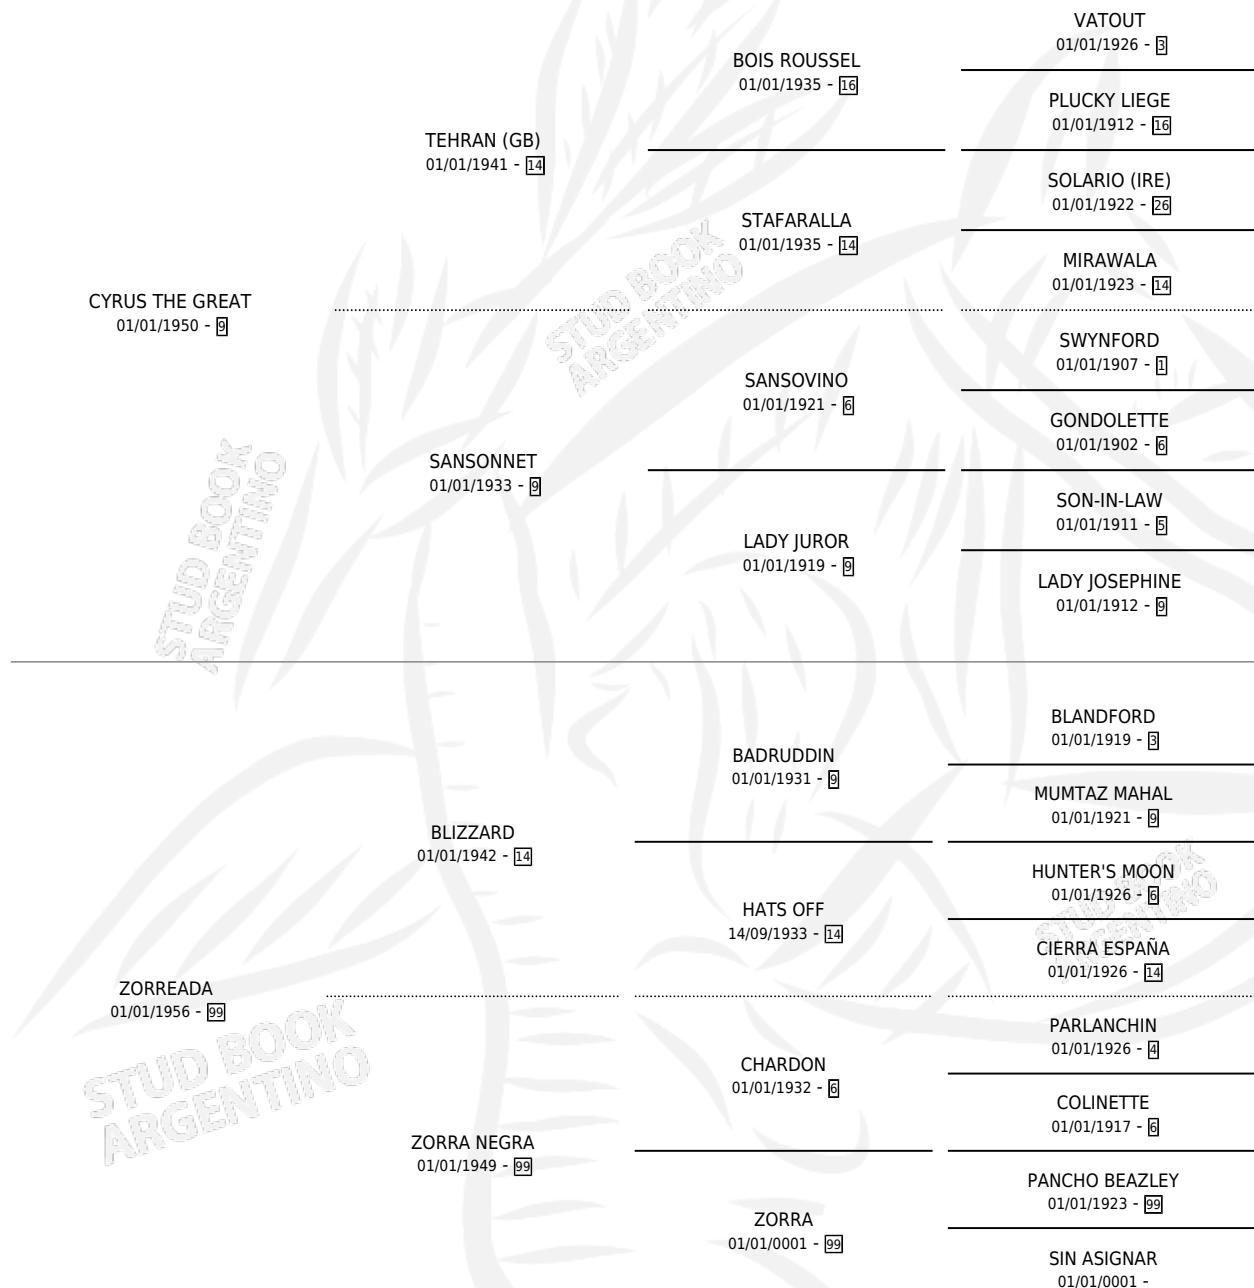 VATOUT
01/01/1926 - 3
BOIS ROUSSEL
01/01/1935 - 16
PLUCKY LIEGE
01/01/1912 - 16
TEHRAN (GB)
01/01/1941 - 14
SOLARIO (IRE)
01/01/1922 - 26
STAFARALLA
01/01/1935 - 14
MIRAWALA
01/01/1923 - 14
CYRUS THE GREAT
01/01/1950 - 9
SWYNFORD
01/01/1907 - 1
SANSOVINO
01/01/1921 - 6
GONDOLETTE
01/01/1902 - 6
SANSONNET
01/01/1933 - 9
SON-IN-LAW
01/01/1911 - 5
LADY JUROR
01/01/1919 - 9
LADY JOSEPHINE
01/01/1912 - 9
BLANDFORD
01/01/1919 - 3
BADRUDDIN
01/01/1931 - 9
MUMTAZ MAHAL
01/01/1921 - 9
BLIZZARD
01/01/1942 - 14
HUNTER'S MOON
01/01/1926 - 6
HATS OFF
14/09/1933 - 14
CIERRA ESPAÑA
01/01/1926 - 14
ZORREADA
01/01/1956 - 99
PARLANCHIN
01/01/1926 - 4
CHARDON
01/01/1932 - 6
COLINETTE
01/01/1917 - 6
ZORRA NEGRA
01/01/1949 - 99
PANCHO BEAZLEY
01/01/1923 - 99
ZORRA
01/01/0001 - 99
SIN ASIGNAR
01/01/0001 -
STUD BOOK
ARGENTINO
STUD BOOK
ARGENTINO
STUD BOOK
ARGENTINO
STUD BOOK
ARGENTINO